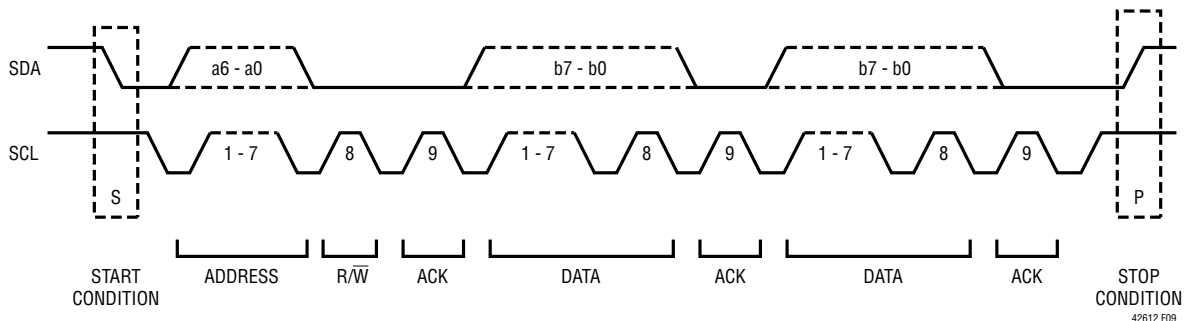 SDA
a6 - a0
b7 - b0
b7 - b0
SCL
1 - 7
8
9
1 - 7
8
9
1 - 7
8
9
S
P
START
CONDITION
ADDRESS
R/W̅
ACK
DATA
ACK
DATA
ACK
STOP
CONDITION
42612 F09